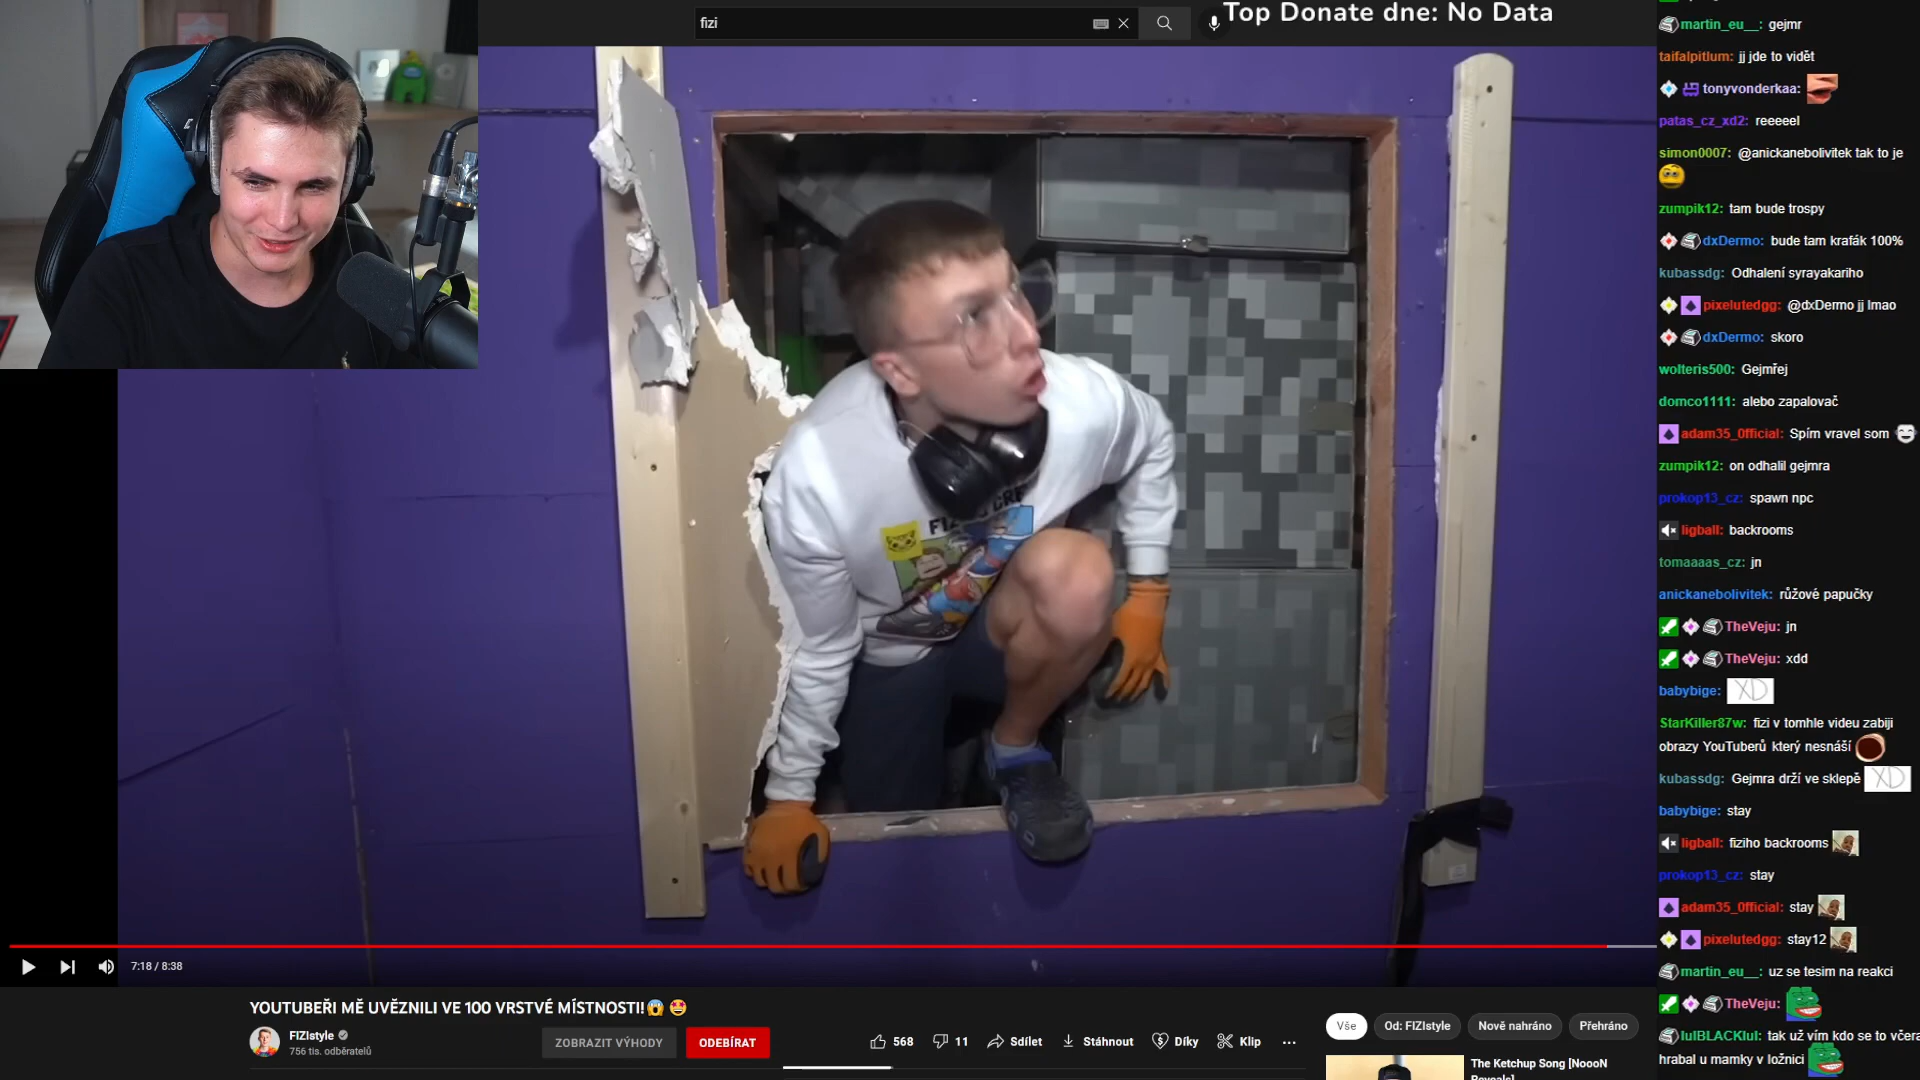 fizi
Top Donate dne: No Data
martin_eu__: gejmr
taifalpitlum: jj jde to vidět
tonyvonderkaa:
patas_cz_xd2: reeeeel
simon0007: @anickanebolivitek tak to je
zumpik12: tam bude trospy
dxDermo: bude tam krafák 100%
kubassdg: Odhalení syrayakariho
pixelutedgg: @dxDermo jj lmao
dxDermo: skoro
wolteris500: Gejmřej
domco1111: alebo zapalovač
adam35_0fficial: Spím vravel som
zumpik12: on odhalil gejmra
prokop13_cz: spawn npc
ligball: backrooms
tomaaaas_cz: jn
anickanebolivitek: růžové papučky
TheVeju: jn
TheVeju: xdd
babybige: XD
StarKiller87w: fizi v tomhle videu zabiji
obrazy YouTuberů který nesnáší
kubassdg: Gejmra drží ve sklepě XD
babybige: stay
ligball: fiziho backrooms
prokop13_cz: stay
adam35_0fficial: stay
pixelutedgg: stay12
martin_eu__: uz se tesim na reakci
TheVeju:
lulBLACKlul: tak už vím kdo se to včera
hrabal u mamky v ložnici
7:18 / 8:38
YOUTUBEŘI MĚ UVĚZNILI VE 100 VRSTVÉ MÍSTNOSTI!
FIZIstyle
756 tis. odběratelů
ZOBRAZIT VÝHODY
ODEBÍRAT
568
11
Sdílet
Stáhnout
Díky
Klip
Vše
Od: FIZIstyle
Nově nahráno
Přehráno
The Ketchup Song [NoooN